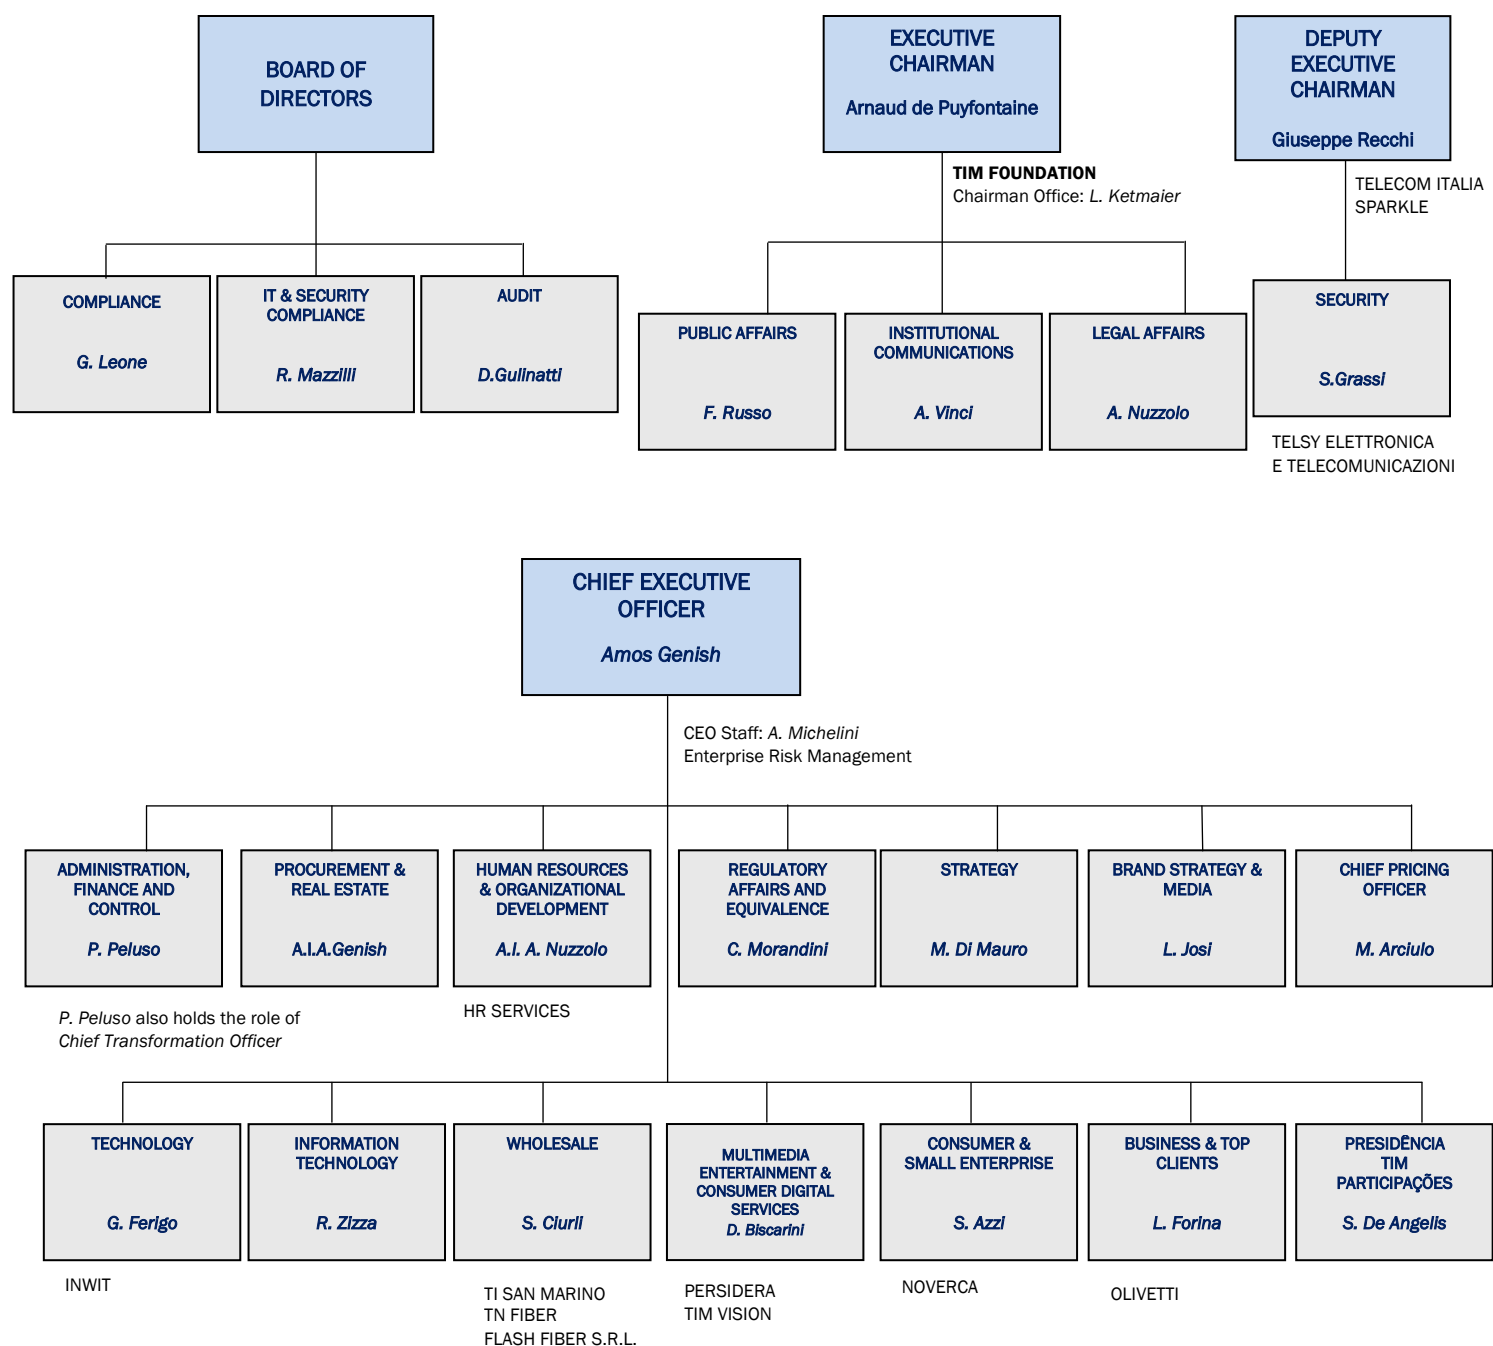 BOARD OF
DIRECTORS
EXECUTIVE
CHAIRMAN
Arnaud de Puyfontaine
DEPUTY
EXECUTIVE
CHAIRMAN
Giuseppe Recchi
TIM FOUNDATION
Chairman Office: L. Ketmaier
TELECOM ITALIA
SPARKLE
COMPLIANCE
G. Leone
IT & SECURITY
COMPLIANCE
R. Mazzilli
AUDIT
D.Gulinatti
PUBLIC AFFAIRS
F. Russo
INSTITUTIONAL
COMMUNICATIONS
A. Vinci
LEGAL AFFAIRS
A. Nuzzolo
SECURITY
S.Grassi
TELSY ELETTRONICA
E TELECOMUNICAZIONI
CHIEF EXECUTIVE
OFFICER
Amos Genish
CEO Staff: A. Michelini
Enterprise Risk Management
ADMINISTRATION,
FINANCE AND
CONTROL
P. Peluso
PROCUREMENT &
REAL ESTATE
A.I.A.Genish
HUMAN RESOURCES
& ORGANIZATIONAL
DEVELOPMENT
A.I. A. Nuzzolo
REGULATORY
AFFAIRS AND
EQUIVALENCE
C. Morandini
STRATEGY
M. Di Mauro
BRAND STRATEGY &
MEDIA
L. Josi
CHIEF PRICING
OFFICER
M. Arciulo
P. Peluso also holds the role of
Chief Transformation Officer
HR SERVICES
TECHNOLOGY
G. Ferigo
INFORMATION
TECHNOLOGY
R. Zizza
WHOLESALE
S. Ciurli
MULTIMEDIA
ENTERTAINMENT &
CONSUMER DIGITAL
SERVICES
D. Biscarini
CONSUMER &
SMALL ENTERPRISE
S. Azzi
BUSINESS & TOP
CLIENTS
L. Forina
PRESIDÊNCIA
TIM
PARTICIPAÇÕES
S. De Angelis
INWIT
TI SAN MARINO
TN FIBER
FLASH FIBER S.R.L.
PERSIDERA
TIM VISION
NOVERCA
OLIVETTI